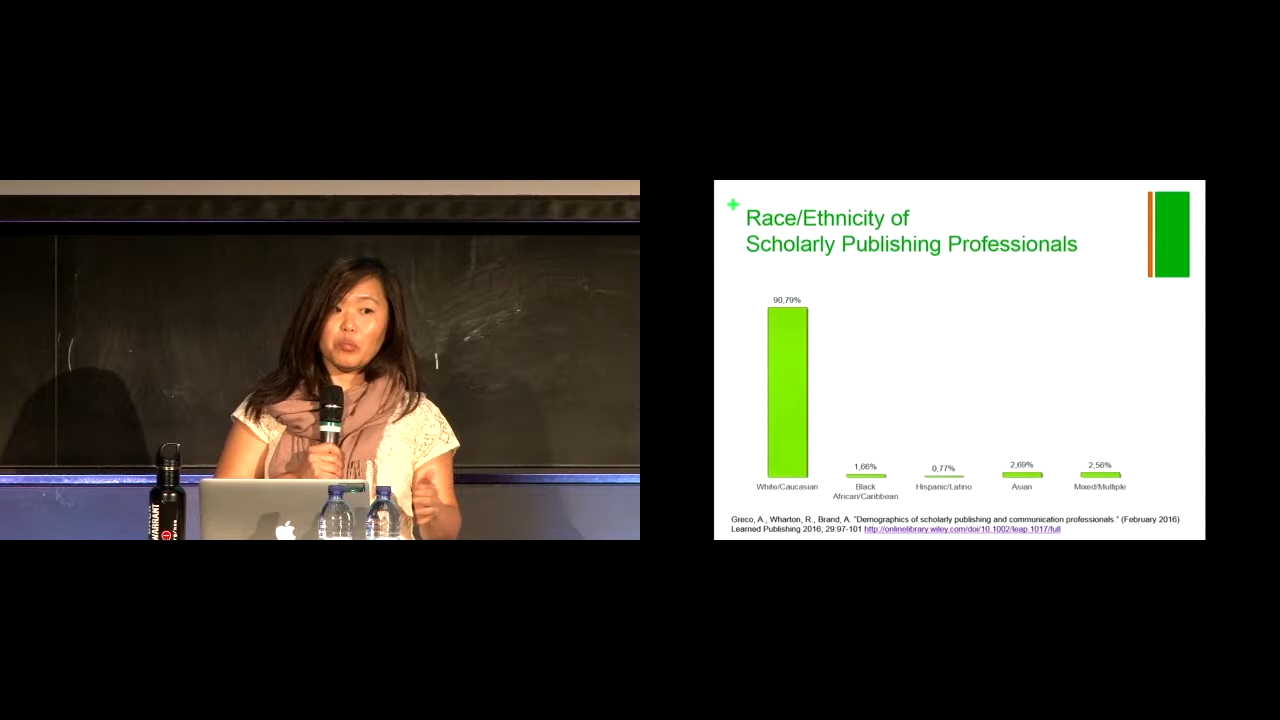 WARRANT
+
Race/Ethnicity of
Scholarly Publishing Professionals
90,79%
1,66%
0,77%
2,69%
2,56%
White/Caucasian
Black
African/Caribbean
Hispanic/Latino
Asian
Mixed/Multiple
Greco, A., Wharton, R., Brand, A. "Demographics of scholarly publishing and communication professionals." (February 2016)
Learned Publishing 2016, 29:97-101 http://onlinelibrary.wiley.com/doi/10.1002/leap.1017/full